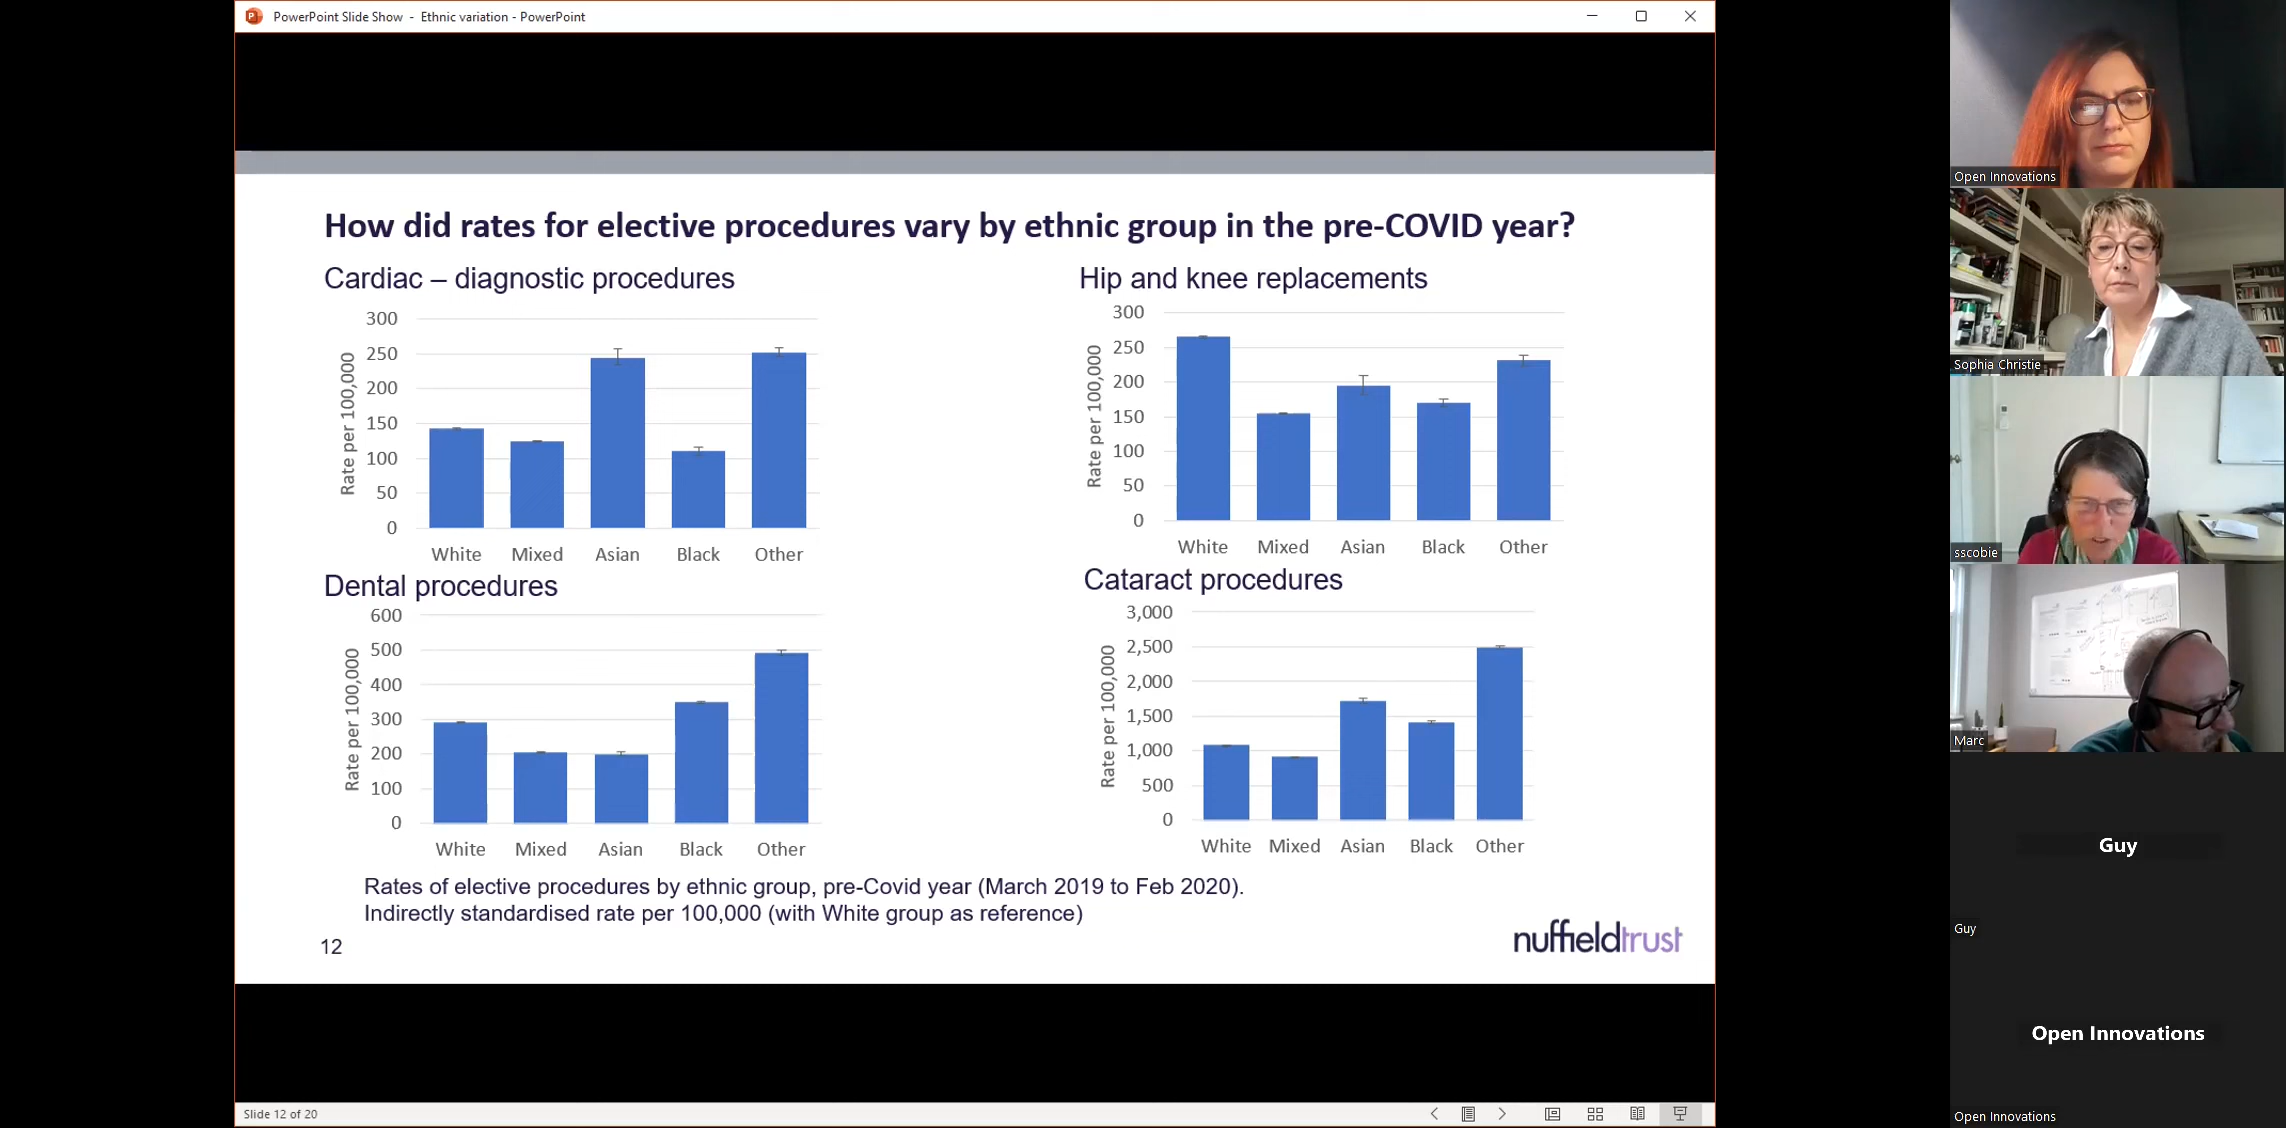 PowerPoint Slide Show - Ethnic variation - PowerPoint
How did rates for elective procedures vary by ethnic group in the pre-COVID year?
Cardiac – diagnostic procedures
Rate per 100,000
300
250
200
150
100
50
0
White Mixed Asian Black Other
Hip and knee replacements
Rate per 100,000
300
250
200
150
100
50
0
White Mixed Asian Black Other
Dental procedures
Rate per 100,000
600
500
400
300
200
100
0
White Mixed Asian Black Other
Cataract procedures
Rate per 100,000
3,000
2,500
2,000
1,500
1,000
500
0
White Mixed Asian Black Other
Rates of elective procedures by ethnic group, pre-Covid year (March 2019 to Feb 2020).
Indirectly standardised rate per 100,000 (with White group as reference)
12
nuffieldtrust
Slide 12 of 20
Open Innovations
Sophia Christie
sscobie
Marc
Guy
Guy
Open Innovations
Open Innovations